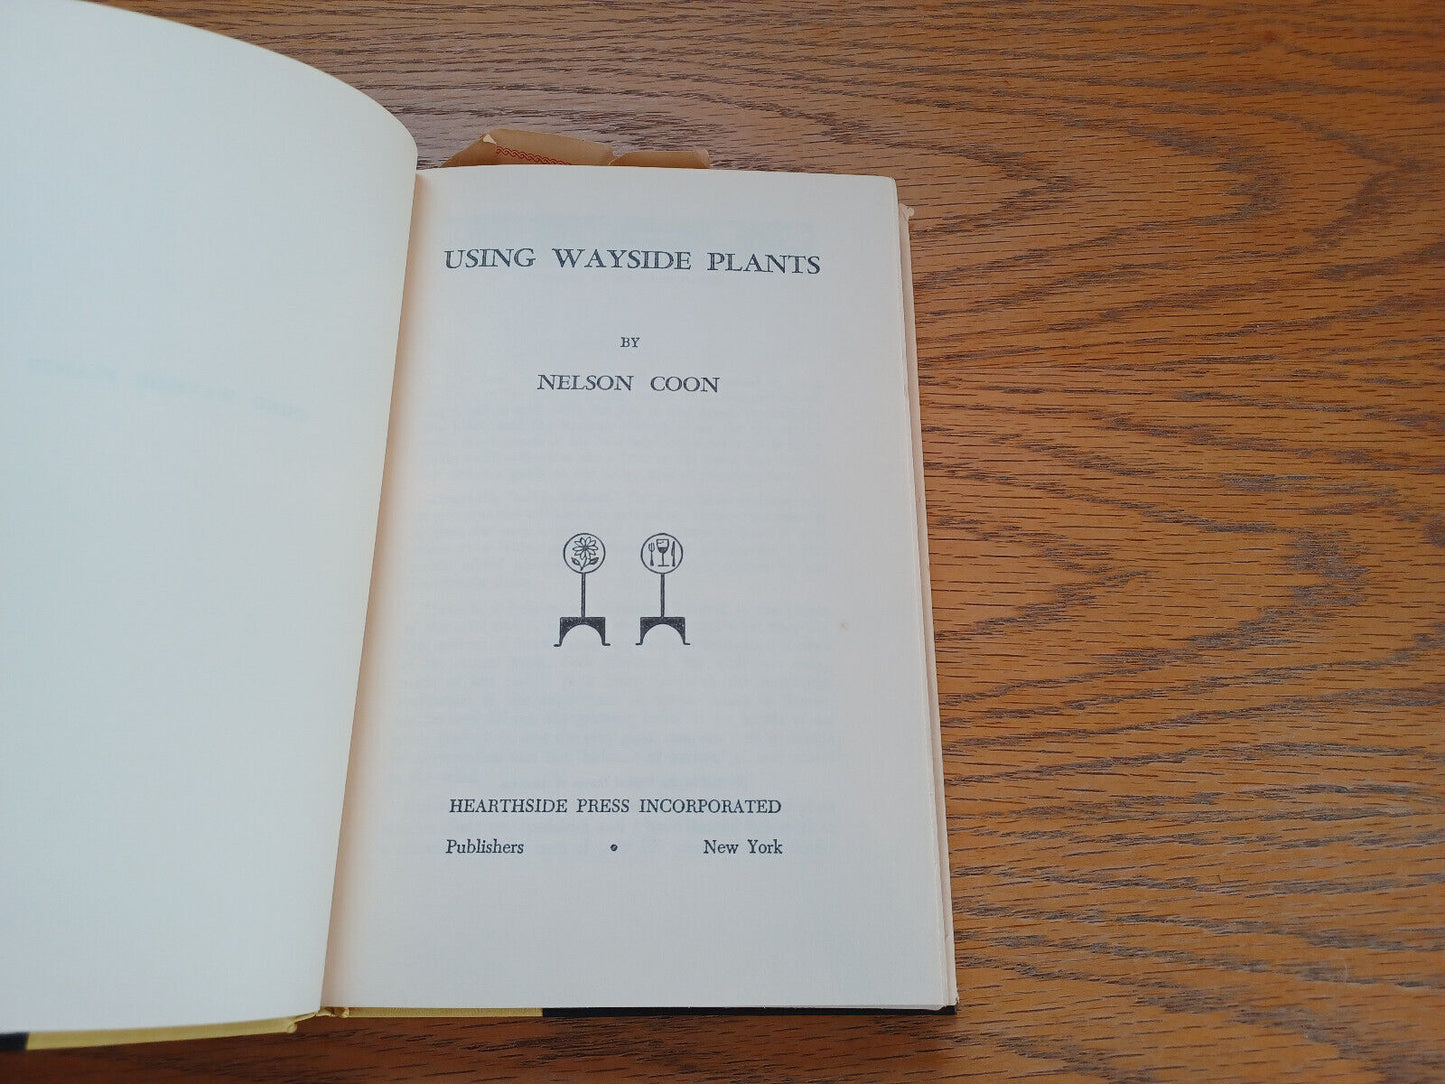 USING WAYSIDE PLANTS
BY
NELSON COON
HEARTHSIDE PRESS INCORPORATED
Publishers • New York